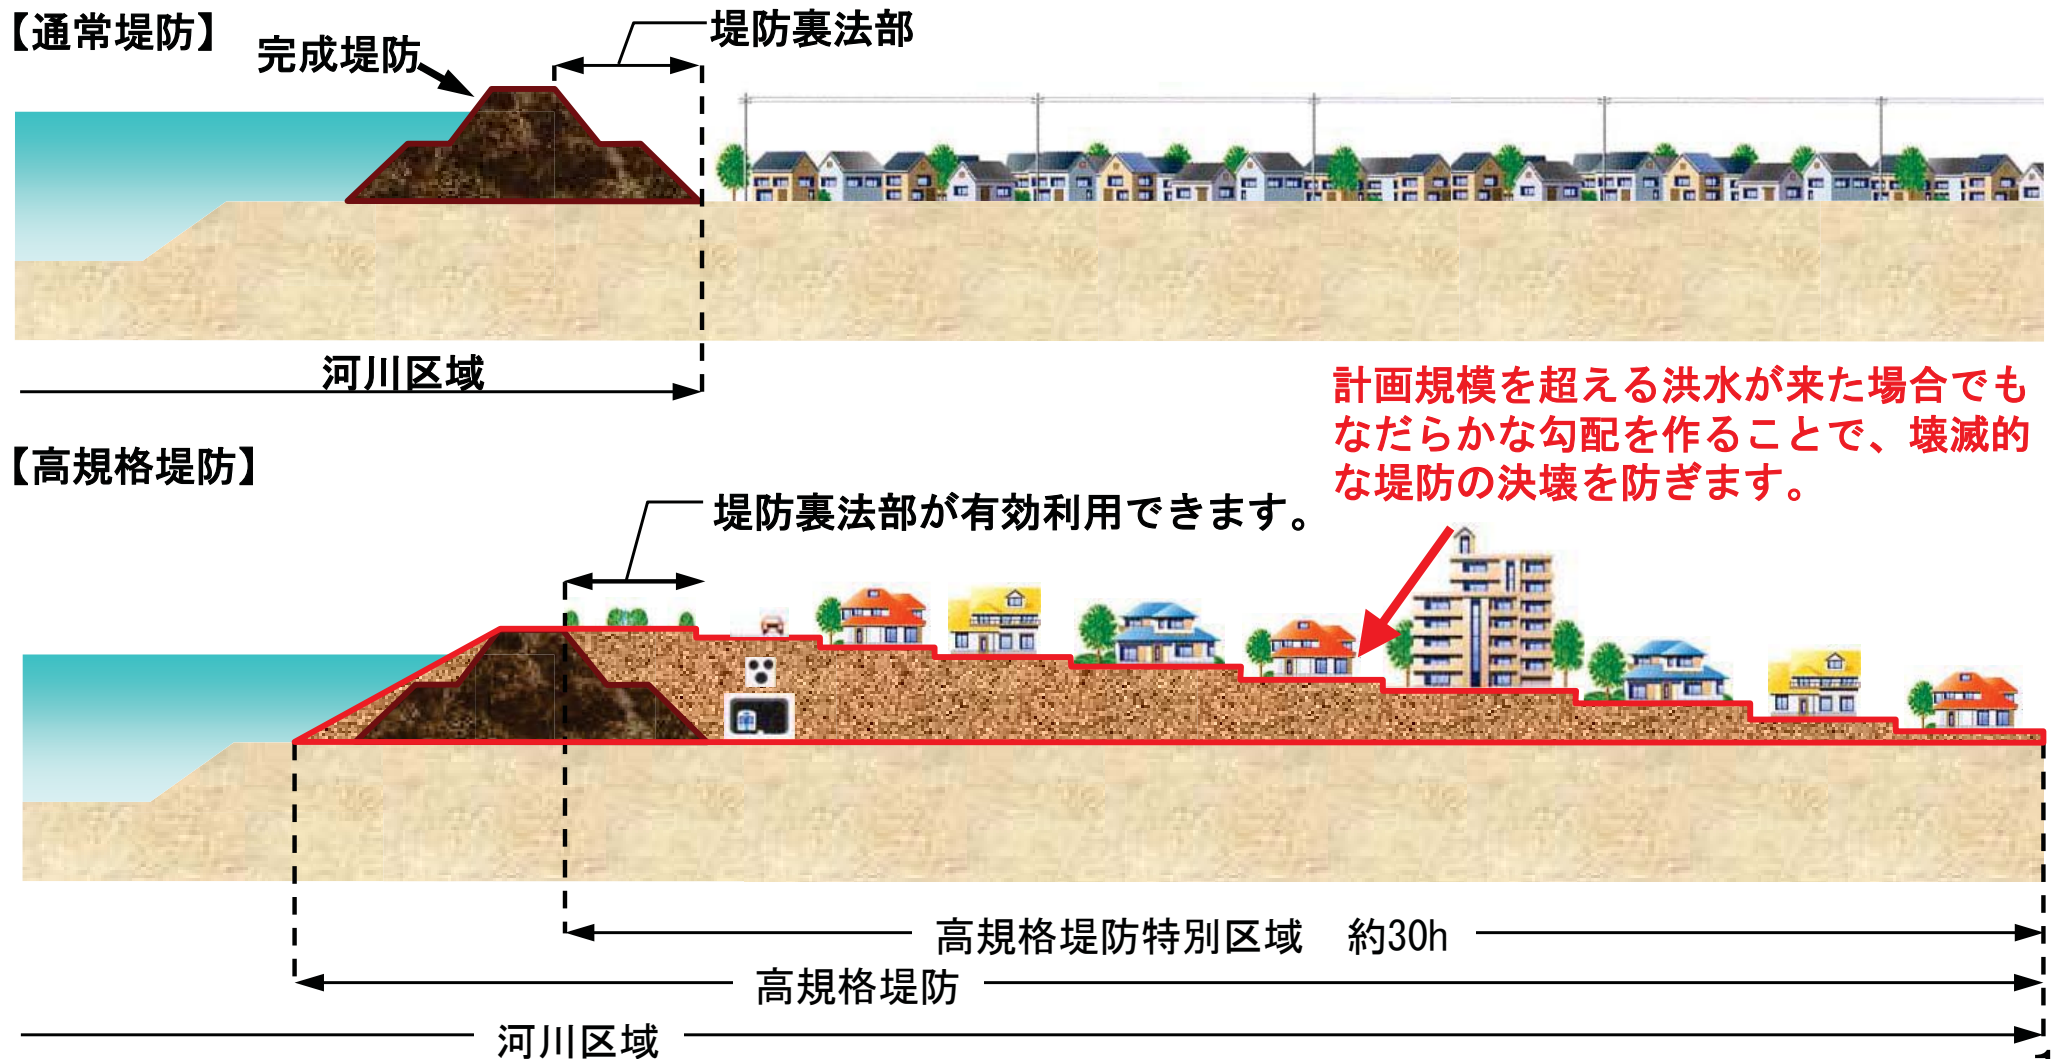 【通常堤防】
完成堤防
堤防裏法部
河川区域
計画規模を超える洪水が来た場合でも
なだらかな勾配を作ることで、壊滅的
な堤防の決壊を防ぎます。
【高規格堤防】
堤防裏法部が有効利用できます。
高規格堤防特別区域　約30h
高規格堤防
河川区域